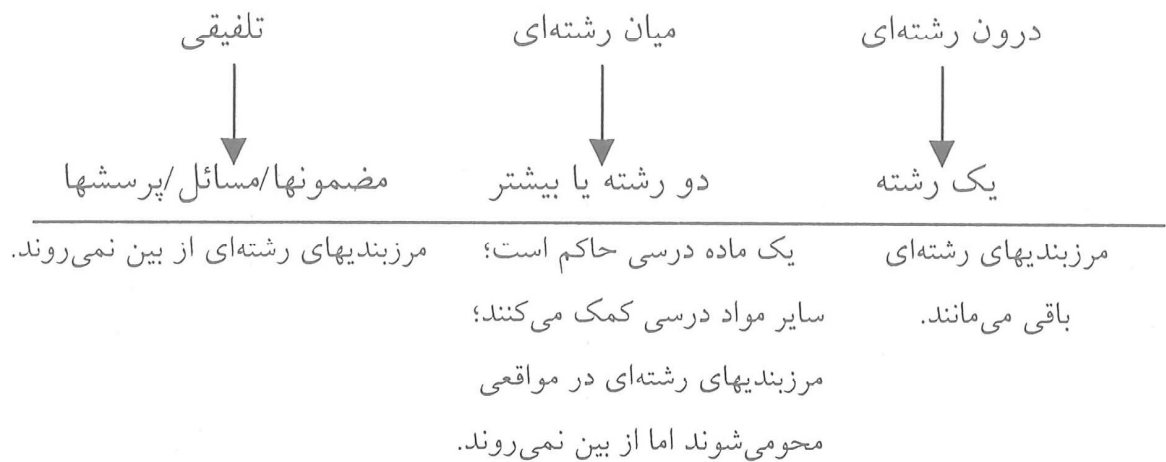 درون رشته‌ای
میان رشته‌ای
تلفیقی
یک رشته
دو رشته یا بیشتر
مضمونها/مسائل/پرسشها
مرزبندیهای رشته‌ای
باقی می‌مانند.
یک ماده درسی حاکم است؛
سایر مواد درسی کمک می‌کنند؛
مرزبندیهای رشته‌ای در مواقعی
محومی‌شوند اما از بین نمی‌روند.
مرزبندیهای رشته‌ای از بین نمی‌روند.